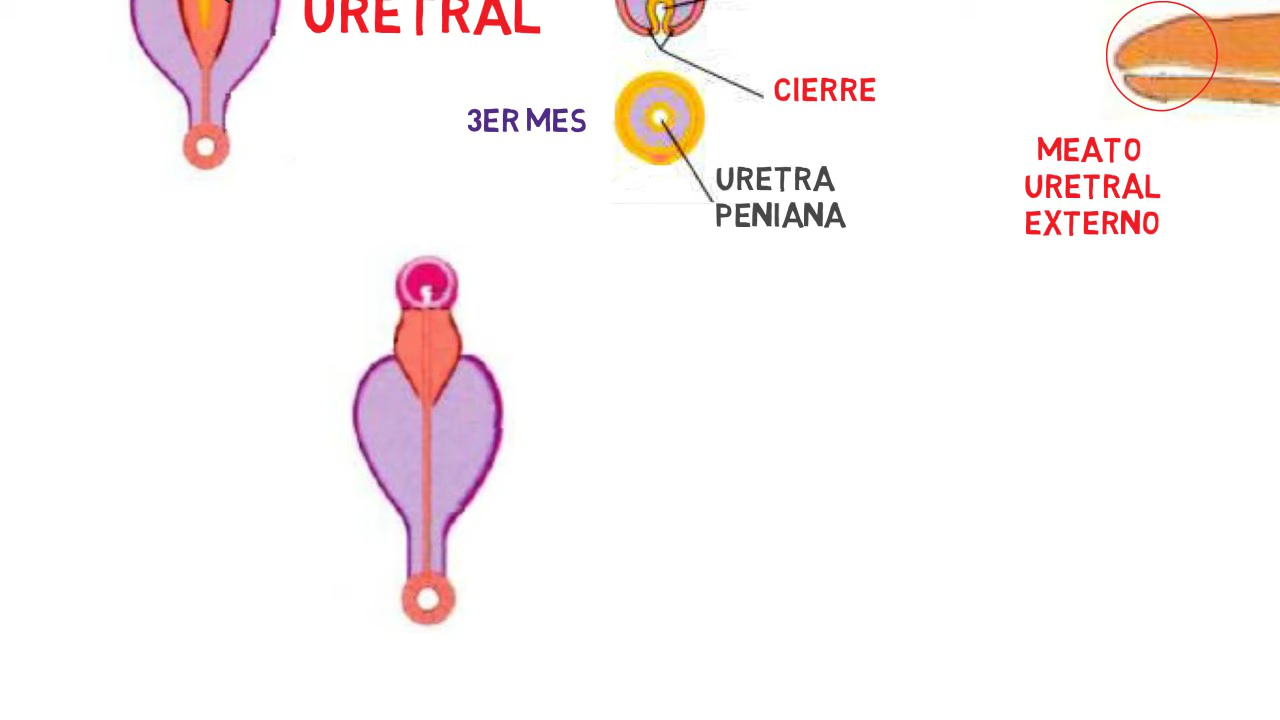 URETRAL
CIERRE
3ER MES
URETRA
PENIANA
MEATO
URETRAL
EXTERNO